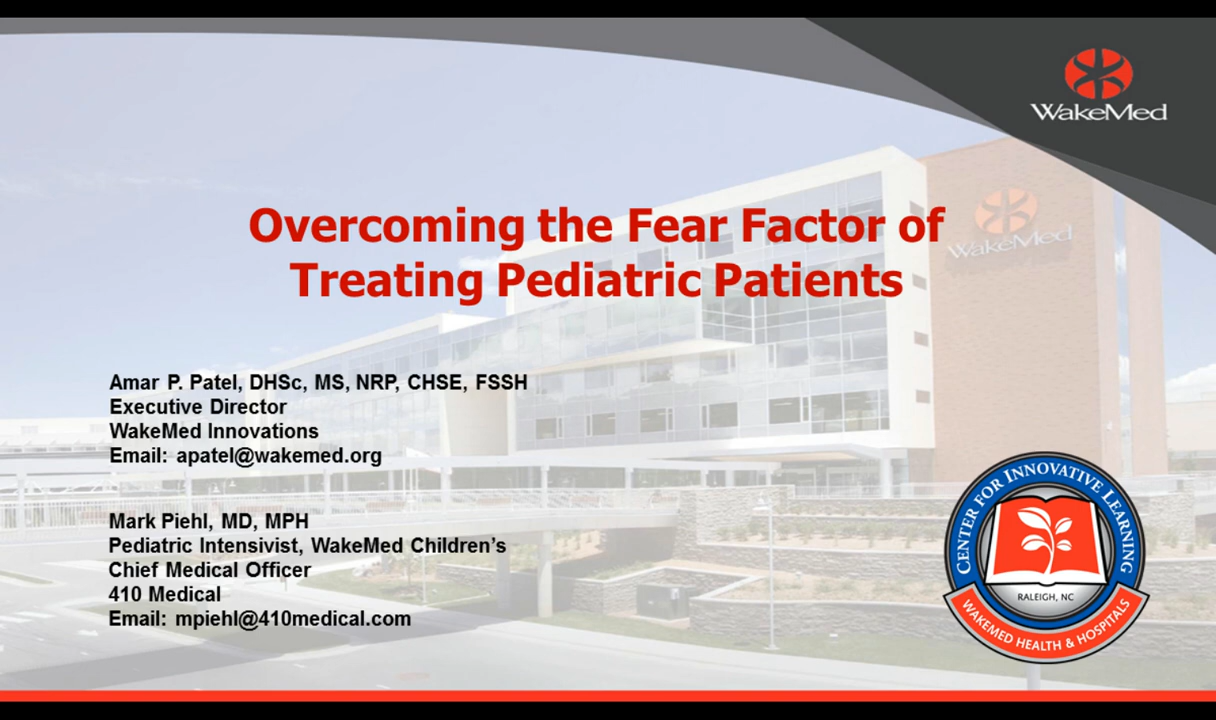 WakeMed
Overcoming the Fear Factor of
Treating Pediatric Patients
WakeMed
Amar P. Patel, DHSc, MS, NRP, CHSE, FSSH
Executive Director
WakeMed Innovations
Email: apatel@wakemed.org
Mark Piehl, MD, MPH
Pediatric Intensivist, WakeMed Children's
Chief Medical Officer
410 Medical
Email: mpiehl@410medical.com
CENTER FOR INNOVATIVE LEARNING
RALEIGH, NC
WAKEMED HEALTH & HOSPITALS